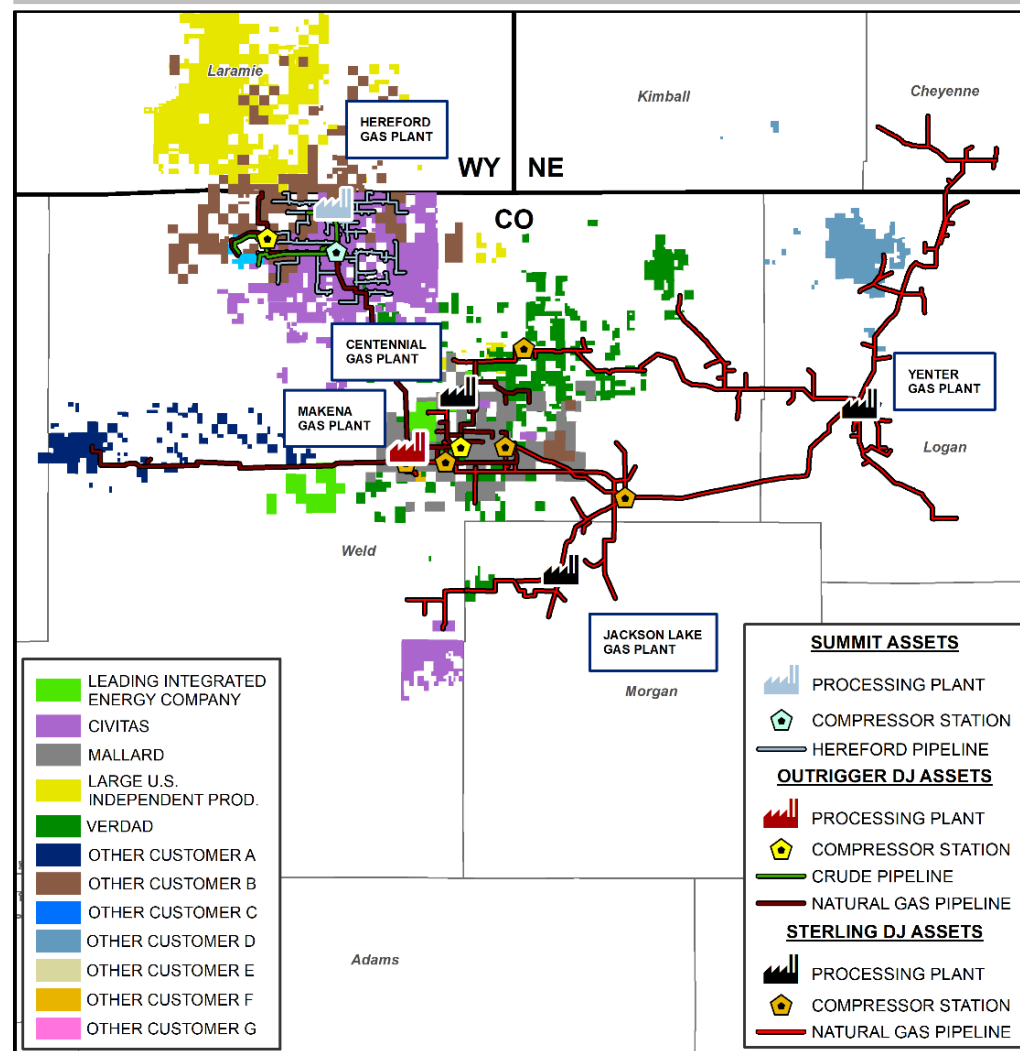 Laramie
Kimball
Cheyenne
HEREFORD
GAS PLANT
WY
NE
CO
CENTENNIAL
GAS PLANT
MAKENA
GAS PLANT
YENTER
GAS PLANT
Logan
Weld
JACKSON LAKE
GAS PLANT
Morgan
Adams
LEADING INTEGRATED
ENERGY COMPANY
CIVITAS
MALLARD
LARGE U.S.
INDEPENDENT PROD.
VERDAD
OTHER CUSTOMER A
OTHER CUSTOMER B
OTHER CUSTOMER C
OTHER CUSTOMER D
OTHER CUSTOMER E
OTHER CUSTOMER F
OTHER CUSTOMER G
SUMMIT ASSETS
PROCESSING PLANT
COMPRESSOR STATION
HEREFORD PIPELINE
OUTRIGGER DJ ASSETS
PROCESSING PLANT
COMPRESSOR STATION
CRUDE PIPELINE
NATURAL GAS PIPELINE
STERLING DJ ASSETS
PROCESSING PLANT
COMPRESSOR STATION
NATURAL GAS PIPELINE